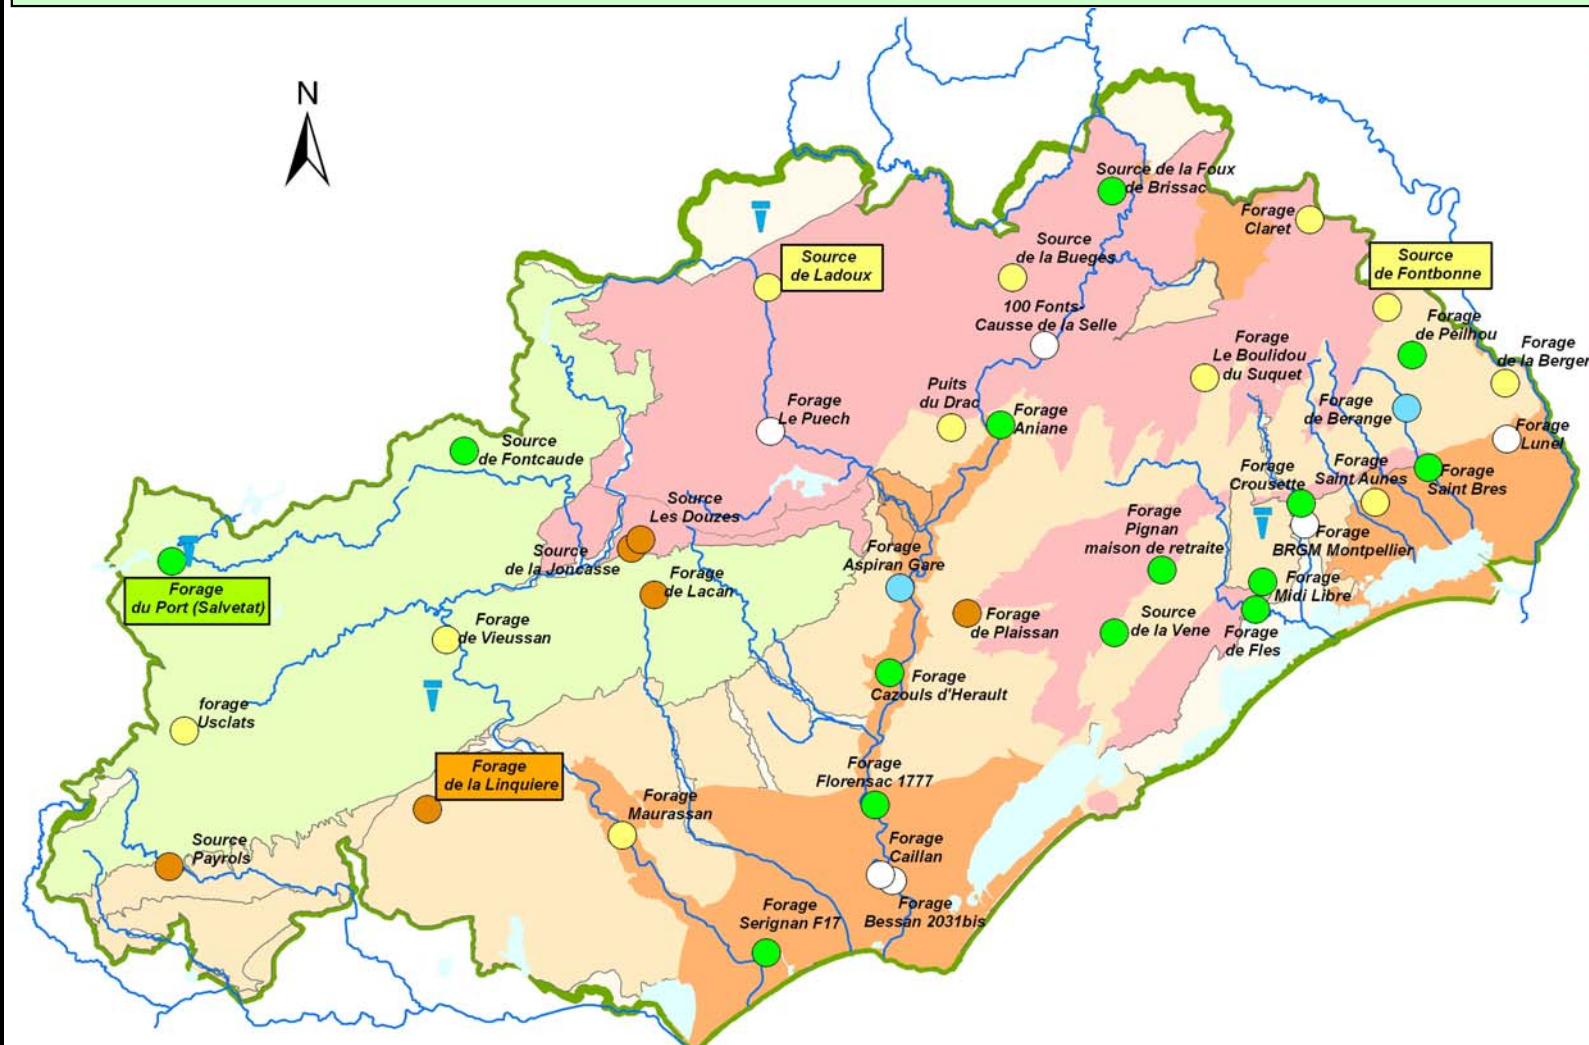 N
Source de la Foux
de Brissac
Forage
Claret
Source
de la Bueges
Source
de Ladoux
Source
de Fontbonne
100 Fonts-
Causse de la Selle
Forage
de Peilhou
Forage
Le Boulidou
du Suquet
Forage
de la Berger
Puits
du Drac
Forage
Le Puech
Forage
Aniane
Forage
de Berange
Forage
Lunel
Source
de Fontcaude
Forage
Crousette
Forage
Saint Aunes
Forage
Saint Bres
Source
Les Douzes
Forage
Pignan
maison de retraite
Forage
BRGM Montpellier
Source
de la Joncasse
Forage
Aspiran Gare
Forage
du Port (Salvetat)
Forage
de Lacan
Forage
Midi Libre
Forage
de Plaissan
Source
de la Vene
Forage
de Fles
Forage
de Vieussan
Forage
Cazouls d'Herault
forage
Usclats
Forage
de la Linquiere
Forage
Florensac 1777
Forage
Maurassan
Source
Payrols
Forage
Caillan
Forage
Serignan F17
Forage
Bessan 2031bis